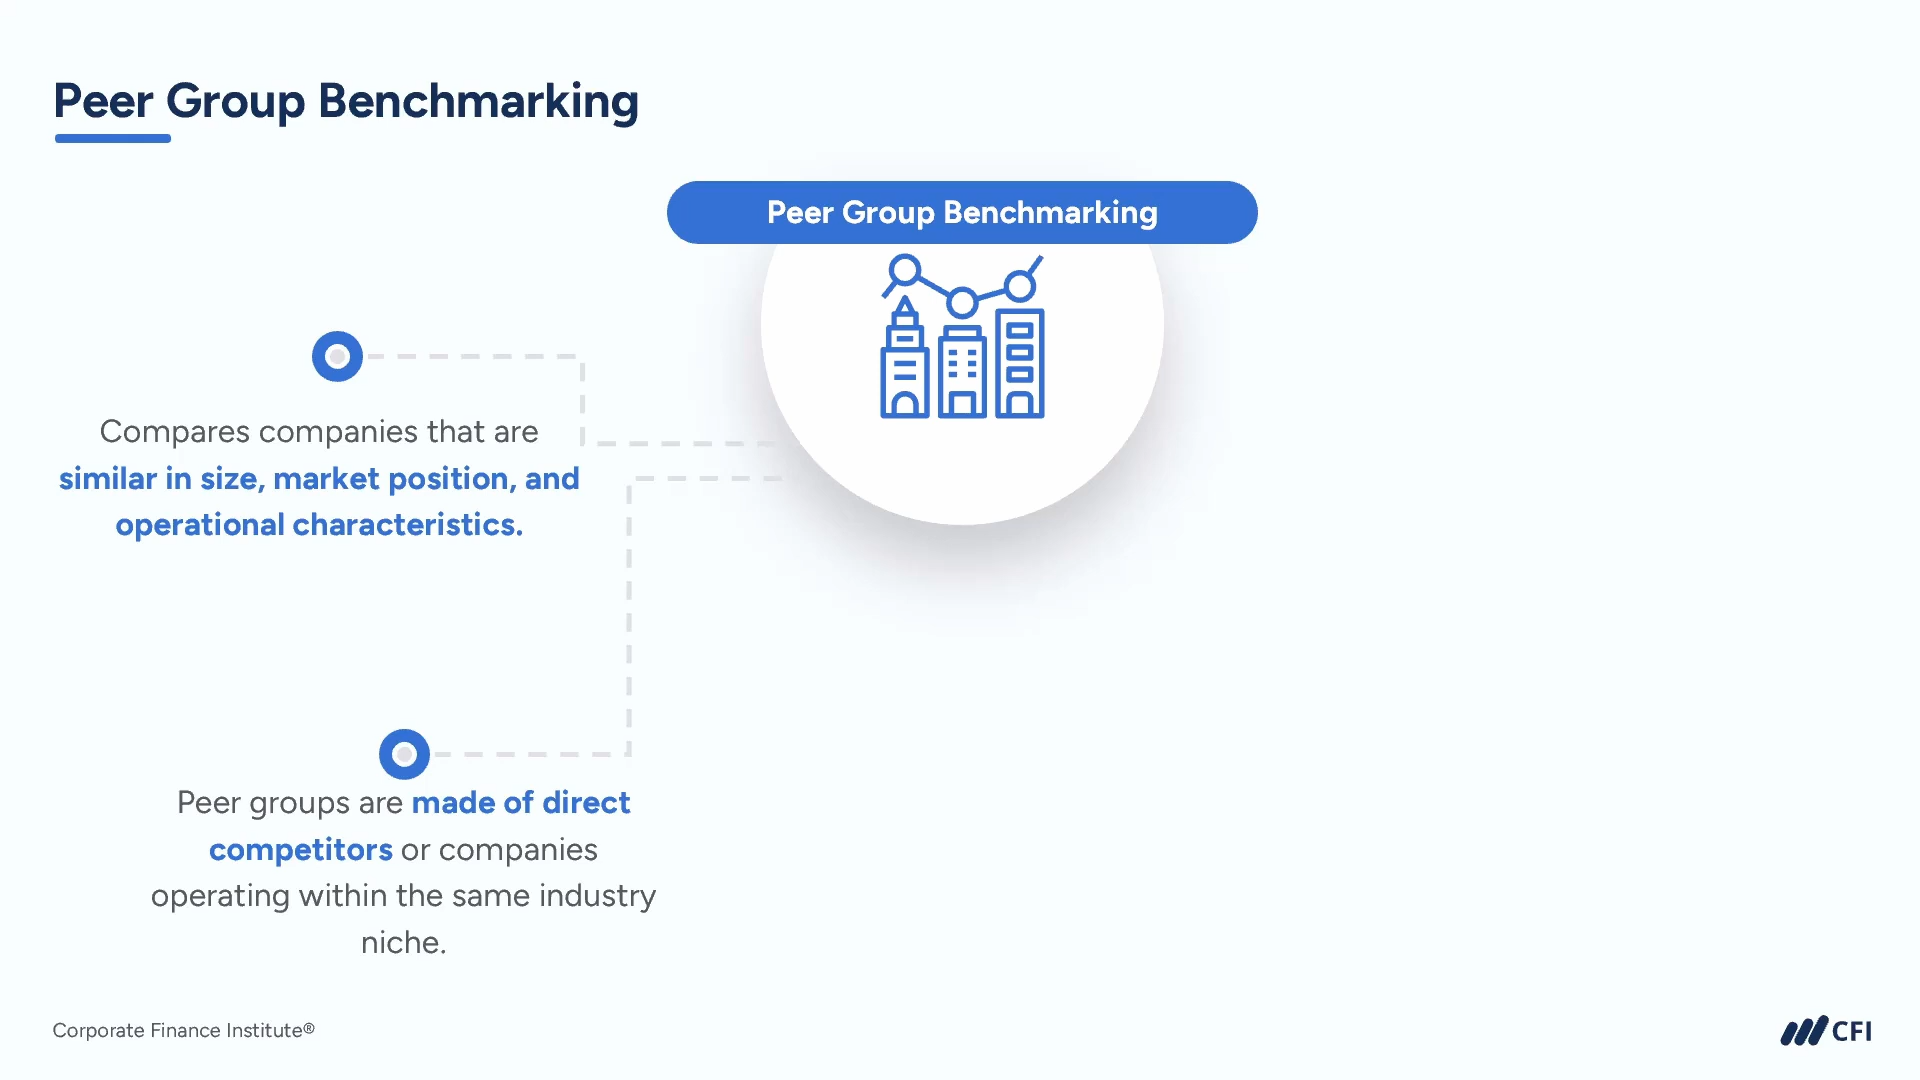 Peer Group Benchmarking
Peer Group Benchmarking
Compares companies that are
similar in size, market position, and
operational characteristics.
Peer groups are made of direct
competitors or companies
operating within the same industry
niche.
Corporate Finance Institute®
CFI